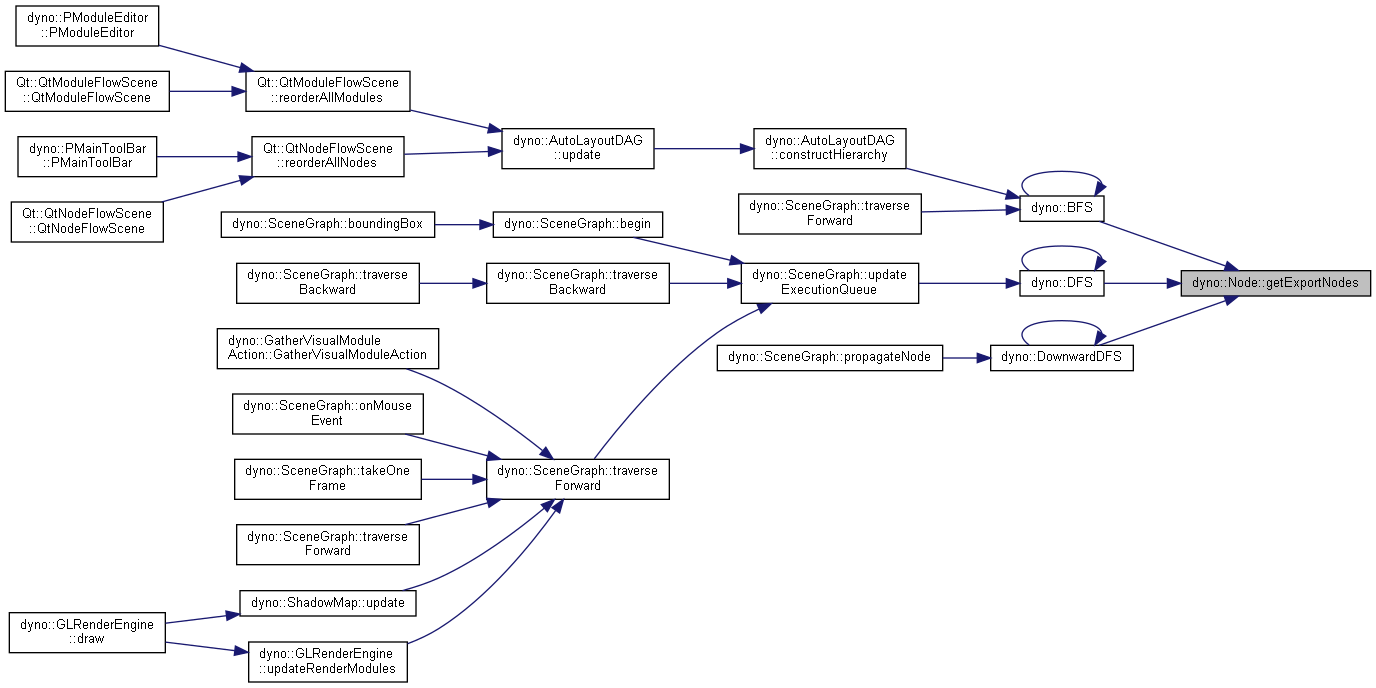 dyno::PModuleEditor
::PModuleEditor
Qt::QtModuleFlowScene
::QtModuleFlowScene
Qt::QtModuleFlowScene
::reorderAllModules
dyno::PMainToolBar
::PMainToolBar
Qt::QtNodeFlowScene
::reorderAllNodes
Qt::QtNodeFlowScene
::QtNodeFlowScene
dyno::AutoLayoutDAG
::update
dyno::AutoLayoutDAG
::constructHierarchy
dyno::SceneGraph::traverse
Forward
dyno::BFS
dyno::SceneGraph::boundingBox
dyno::SceneGraph::begin
dyno::SceneGraph::traverse
Backward
dyno::SceneGraph::traverse
Backward
dyno::SceneGraph::update
ExecutionQueue
dyno::DFS
dyno::Node::getExportNodes
dyno::GatherVisualModule
Action::GatherVisualModuleAction
dyno::SceneGraph::propagateNode
dyno::DownwardDFS
dyno::SceneGraph::onMouse
Event
dyno::SceneGraph::takeOne
Frame
dyno::SceneGraph::traverse
Forward
dyno::SceneGraph::traverse
Forward
dyno::ShadowMap::update
dyno::GLRenderEngine
::draw
dyno::GLRenderEngine
::updateRenderModules